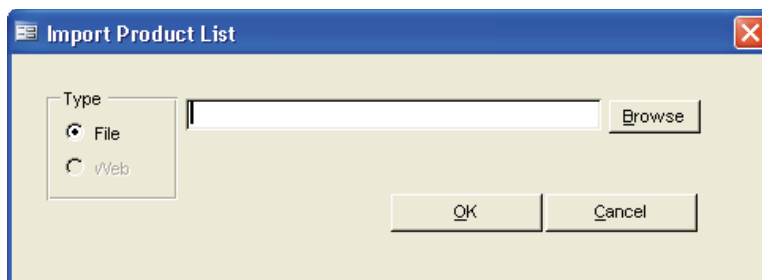 Import Product List
Type
File
Browse
Web
OK
Cancel